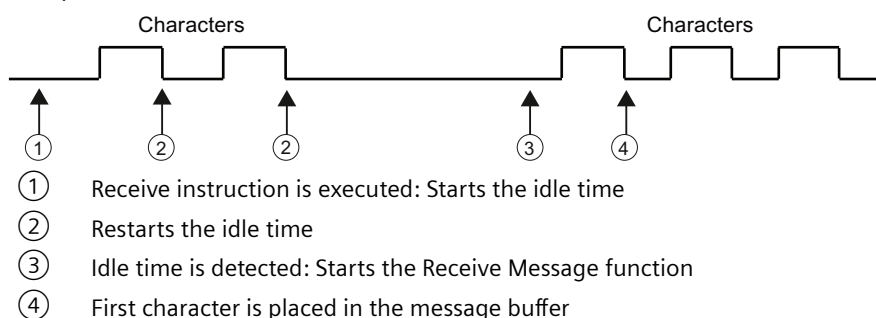 Characters Characters
① ② ② ③ ④
① Receive instruction is executed: Starts the idle time
② Restarts the idle time
③ Idle time is detected: Starts the Receive Message function
④ First character is placed in the message buffer